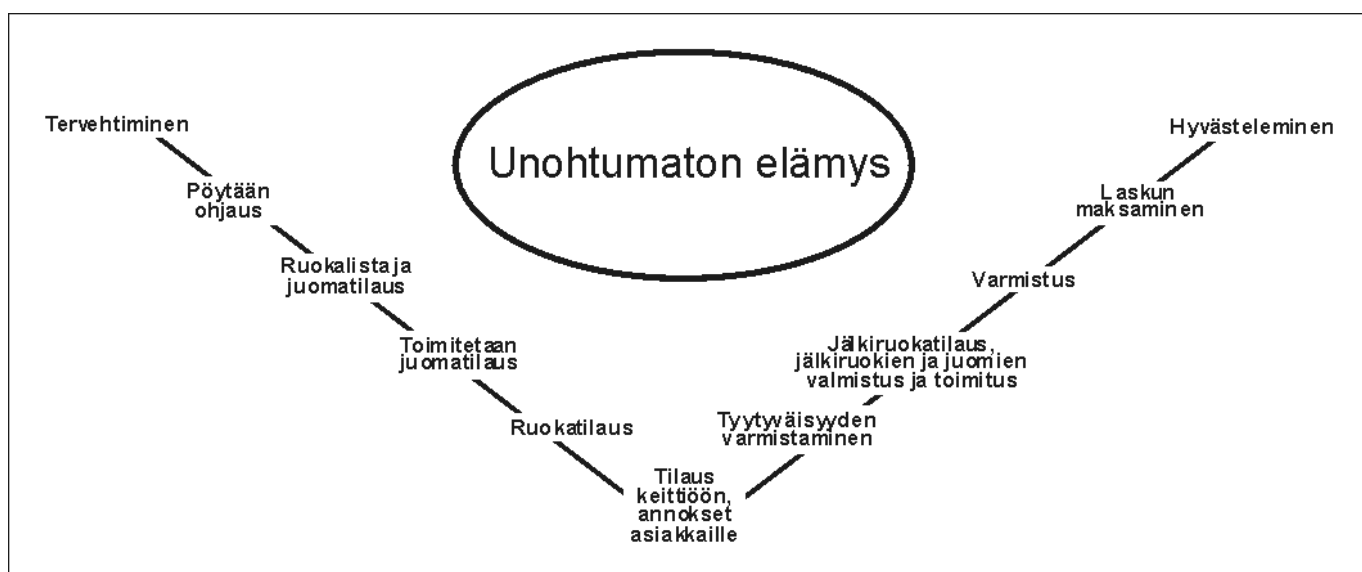 Unohtumaton elämys
Tervehtiminen
Pöytään
ohjaus
Ruokalista ja
juomatilaus
Toimitetaan
juomatilaus
Ruokatilaus
Tilaus
keittiöön,
annokset
asiakkaille
Tyytyväisyyden
varmistaminen
Jälkiruokatilaus,
jälkiruokien ja juomien
valmistus ja toimitus
Varmistus
Laskun
maksaminen
Hyvästeleminen